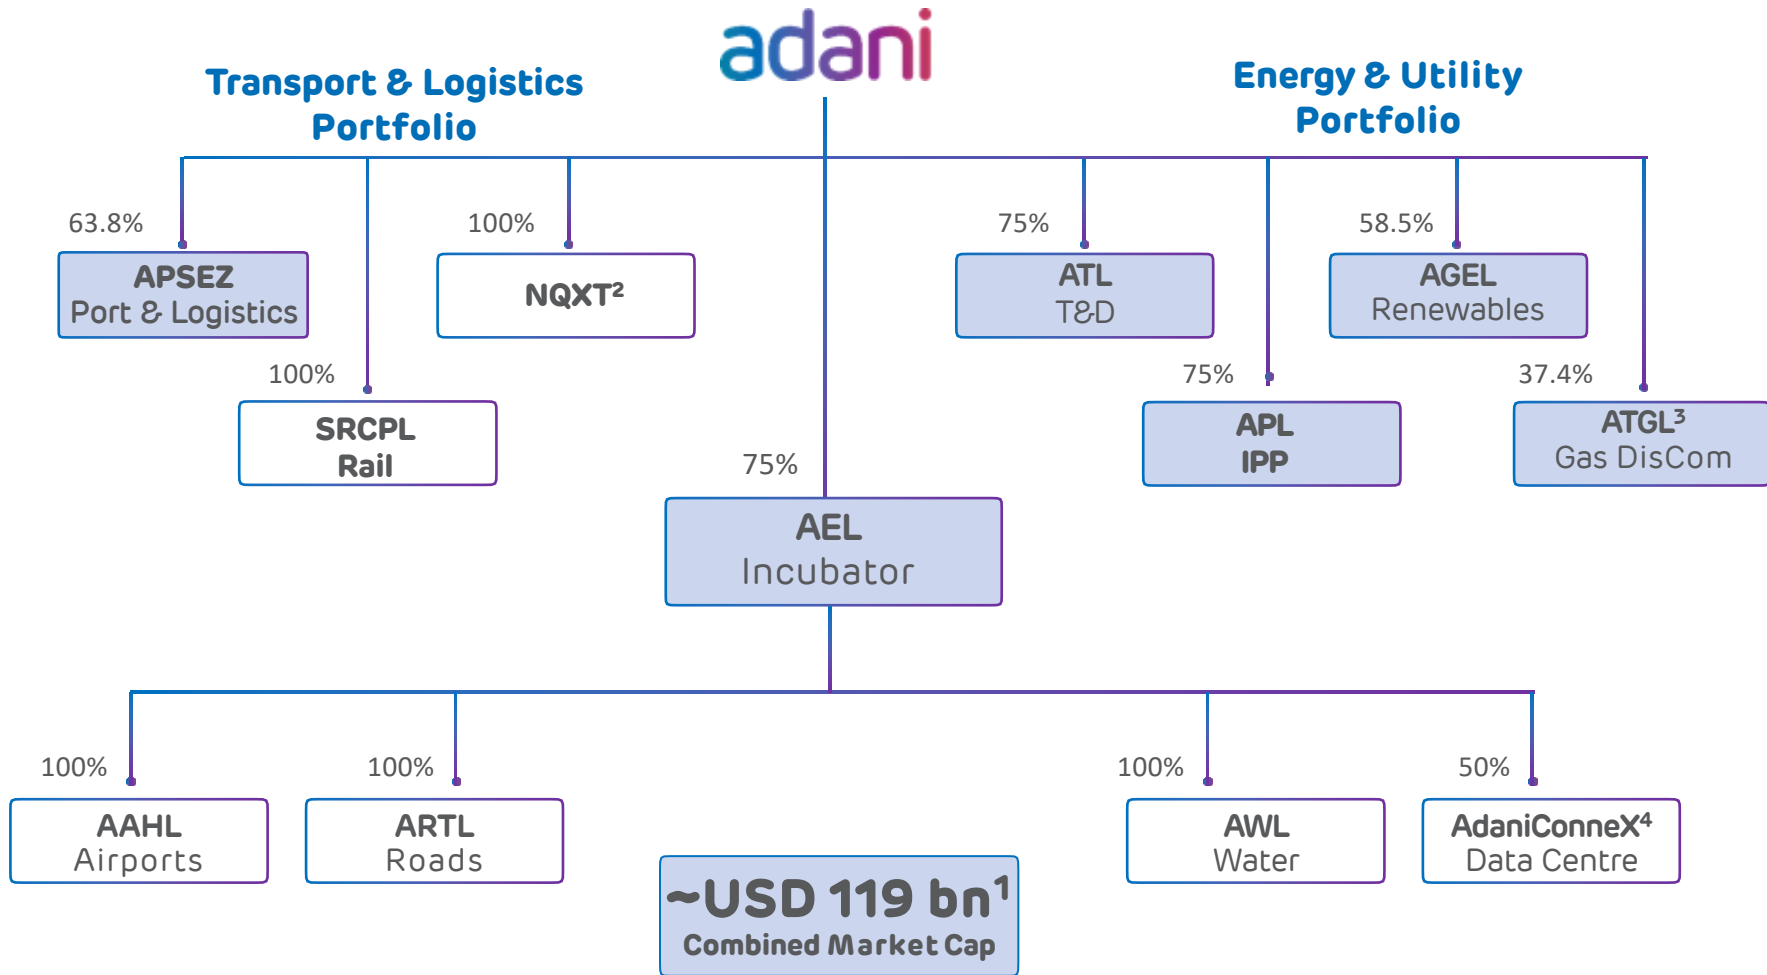 adani
Transport & Logistics
Portfolio
Energy & Utility
Portfolio
63.8%
APSEZ
Port & Logistics
100%
NQXT²
100%
SRCPL
Rail
75%
ATL
T&D
58.5%
AGEL
Renewables
75%
APL
IPP
37.4%
ATGL³
Gas DisCom
75%
AEL
Incubator
100%
AAHL
Airports
100%
ARTL
Roads
100%
AWL
Water
50%
AdaniConneX⁴
Data Centre
~USD 119 bn¹
Combined Market Cap